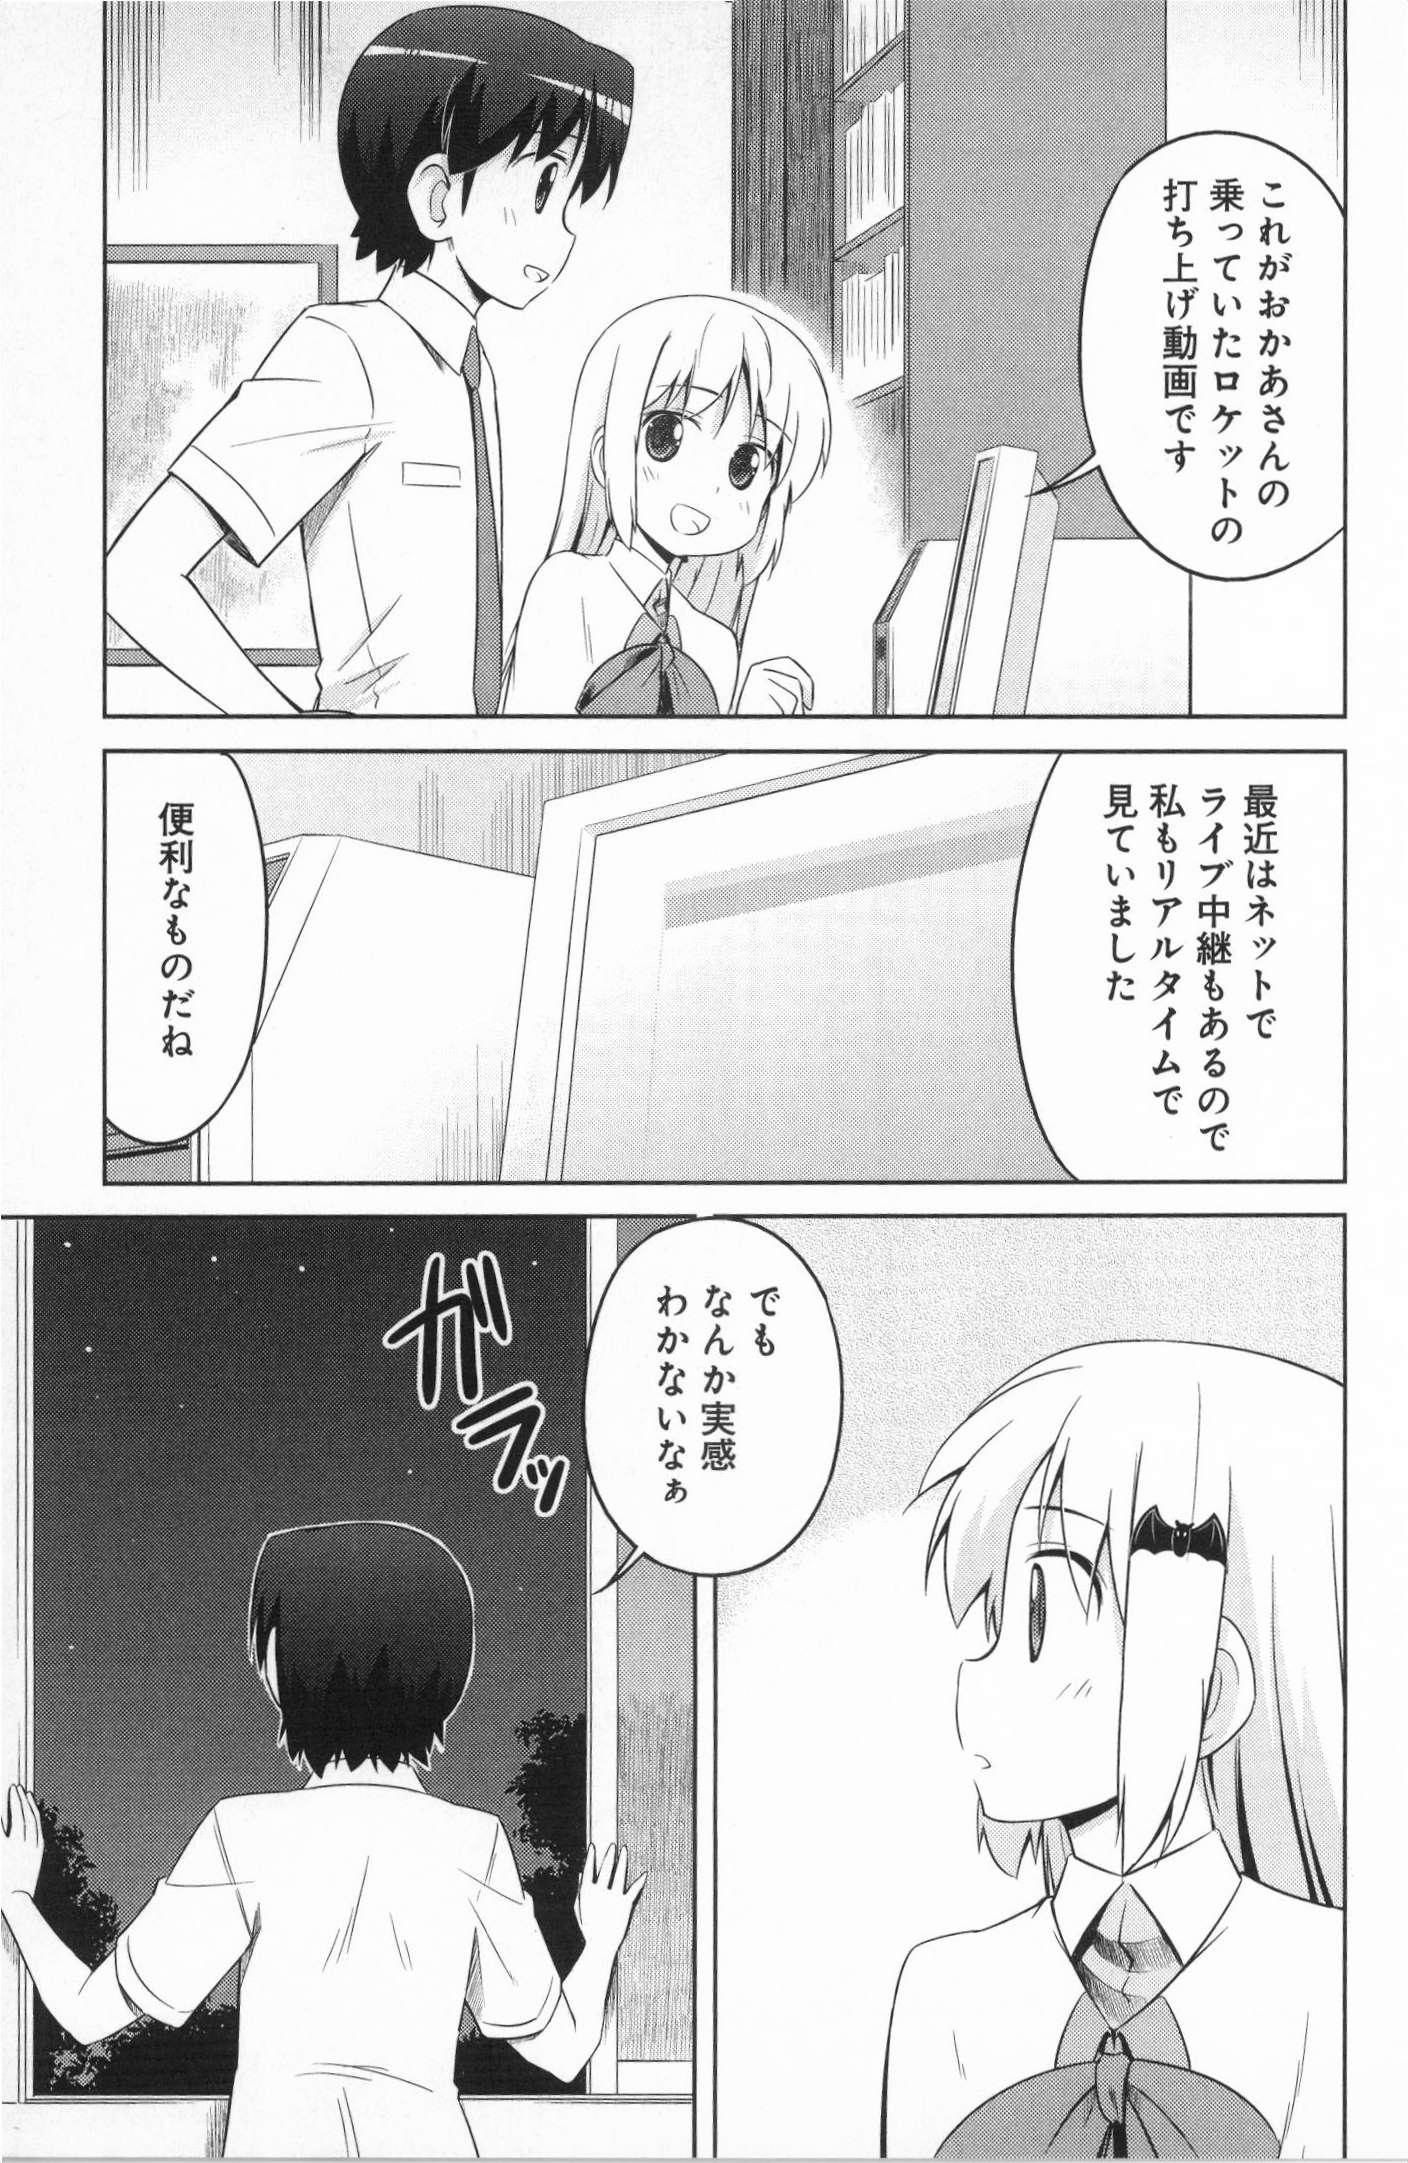 これがおかあさんの
乗っていたロケットの
打ち上げ動画です
最近はネットで
ライブ中継もあるので
私もリアルタイムで
見ていました
便利なものだね
でも
なんか実感
わかないなぁ
ガラッ